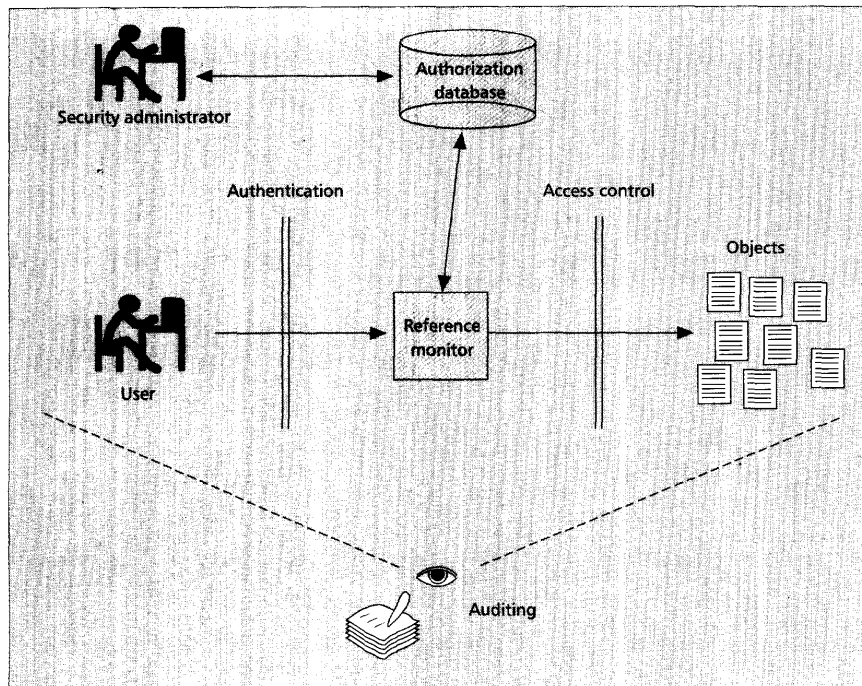 Authorization
database
Security administrator
Authentication
Access control
Objects
Reference
monitor
User
Auditing